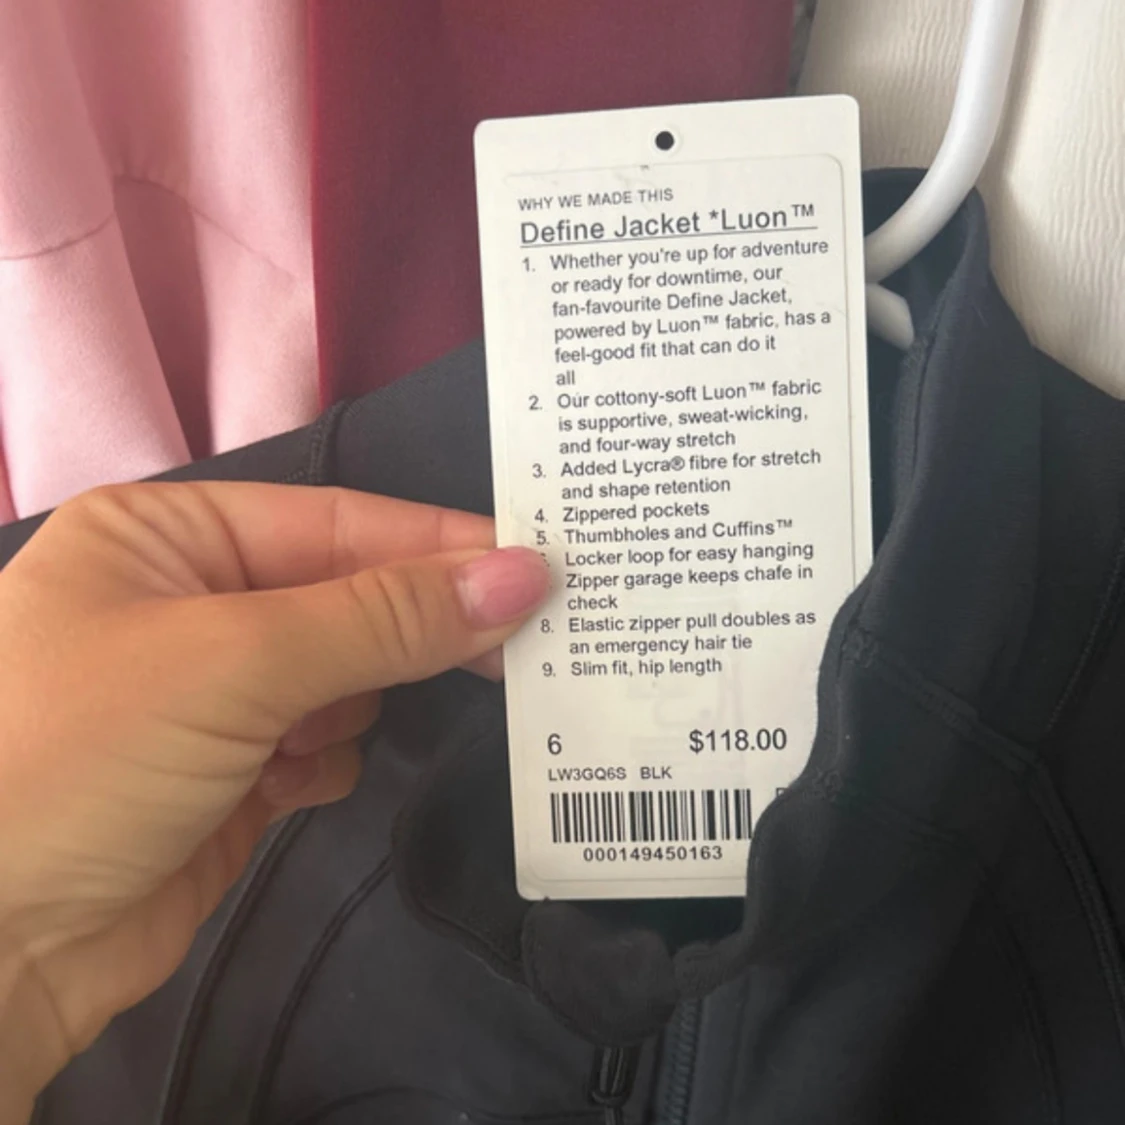 WHY WE MADE THIS
Define Jacket *Luon™
1. Whether you're up for adventure
or ready for downtime, our
fan-favourite Define Jacket,
powered by Luon™ fabric, has a
feel-good fit that can do it
all
2. Our cottony-soft Luon™ fabric
is supportive, sweat-wicking,
and four-way stretch
3. Added Lycra® fibre for stretch
and shape retention
4. Zippered pockets
5. Thumbholes and Cuffins™
Locker loop for easy hanging
Zipper garage keeps chafe in
check
8. Elastic zipper pull doubles as
an emergency hair tie
9. Slim fit, hip length
6 $118.00
LW3GQ6S BLK
000149450163